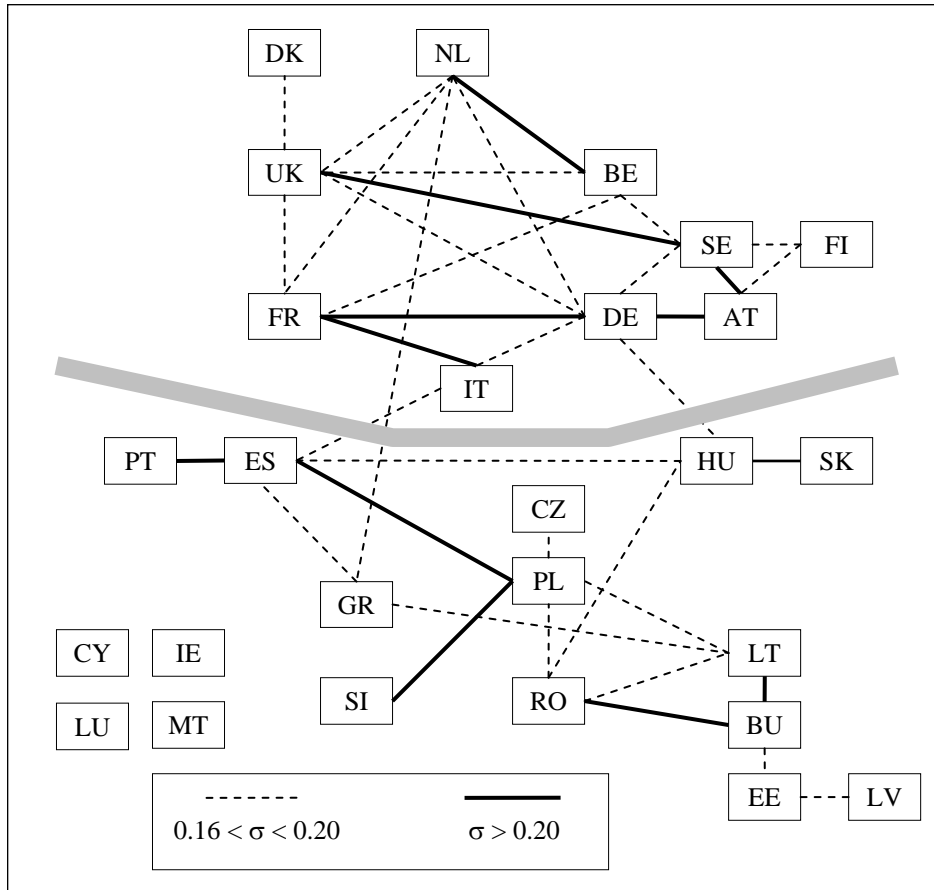 DK NL
UK BE
SE FI
FR DE AT
IT
PT ES HU SK
CZ
PL
GR
CY IE LT
SI RO
LU MT BU
EE LV
0.16 < σ < 0.20 σ > 0.20